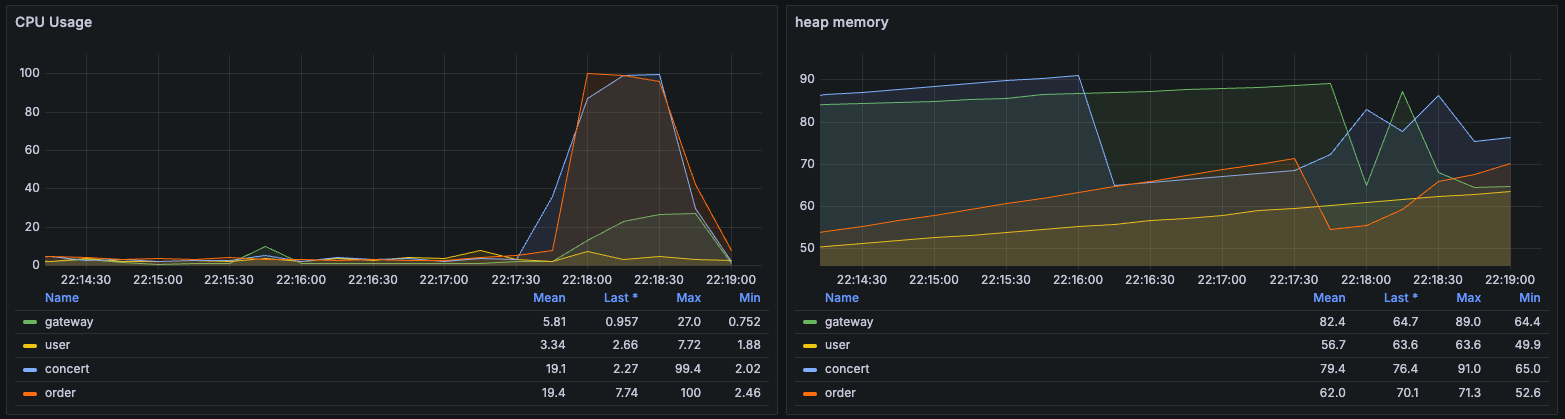 CPU Usage
100
80
60
40
20
0
22:14:30 22:15:00 22:15:30 22:16:00 22:16:30 22:17:00 22:17:30 22:18:00 22:18:30 22:19:00
Name Mean Last * Max Min
gateway 5.81 0.957 27.0 0.752
user 3.34 2.66 7.72 1.88
concert 19.1 2.27 99.4 2.02
order 19.4 7.74 100 2.46
heap memory
90
80
70
60
50
22:14:30 22:15:00 22:15:30 22:16:00 22:16:30 22:17:00 22:17:30 22:18:00 22:18:30 22:19:00
Name Mean Last * Max Min
gateway 82.4 64.7 89.0 64.4
user 56.7 63.6 63.6 49.9
concert 79.4 76.4 91.0 65.0
order 62.0 70.1 71.3 52.6